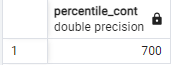 percentile_cont
double precision
1
700